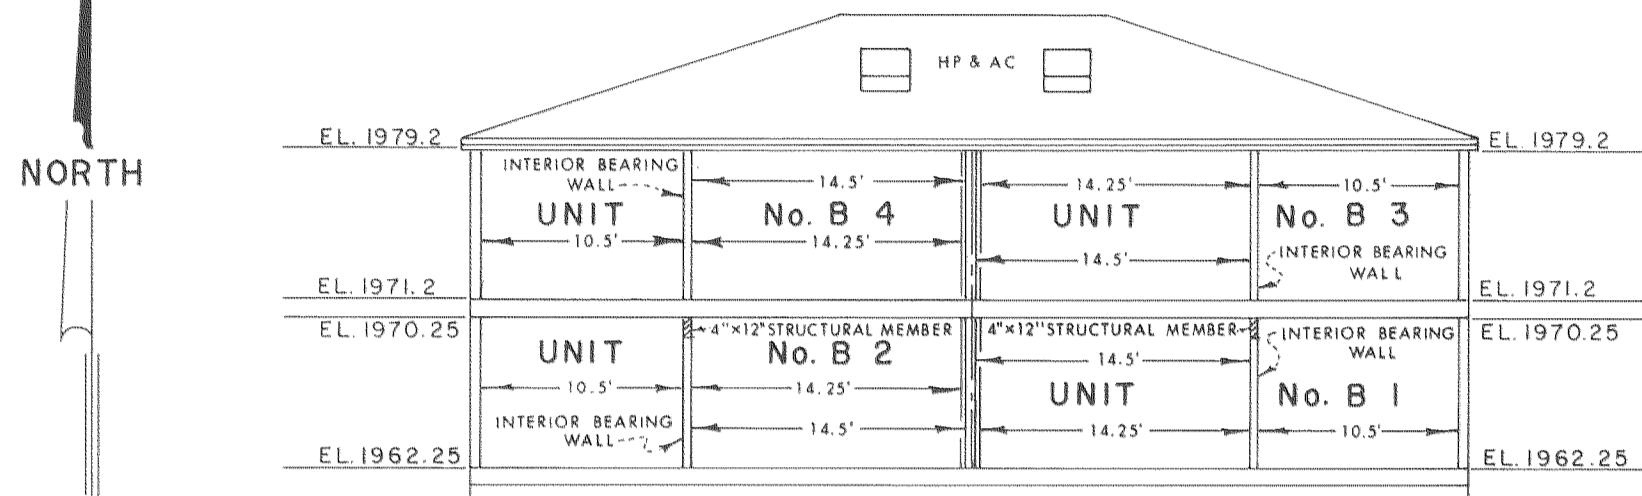 HP & AC
EL. 1979.2
EL. 1979.2
NORTH
INTERIOR BEARING
WALL
14.5'
14.25'
10.5'
UNIT No. B 4
UNIT No. B 3
10.5'
14.25'
14.5'
INTERIOR BEARING
WALL
EL. 1971.2
EL. 1971.2
EL. 1970.25
4"x12" STRUCTURAL MEMBER
4"x12" STRUCTURAL MEMBER
INTERIOR BEARING
WALL
EL. 1970.25
UNIT No. B 2
14.5'
10.5'
14.25'
UNIT No. B 1
INTERIOR BEARING
WALL
14.5'
14.25'
10.5'
EL. 1962.25
EL. 1962.25